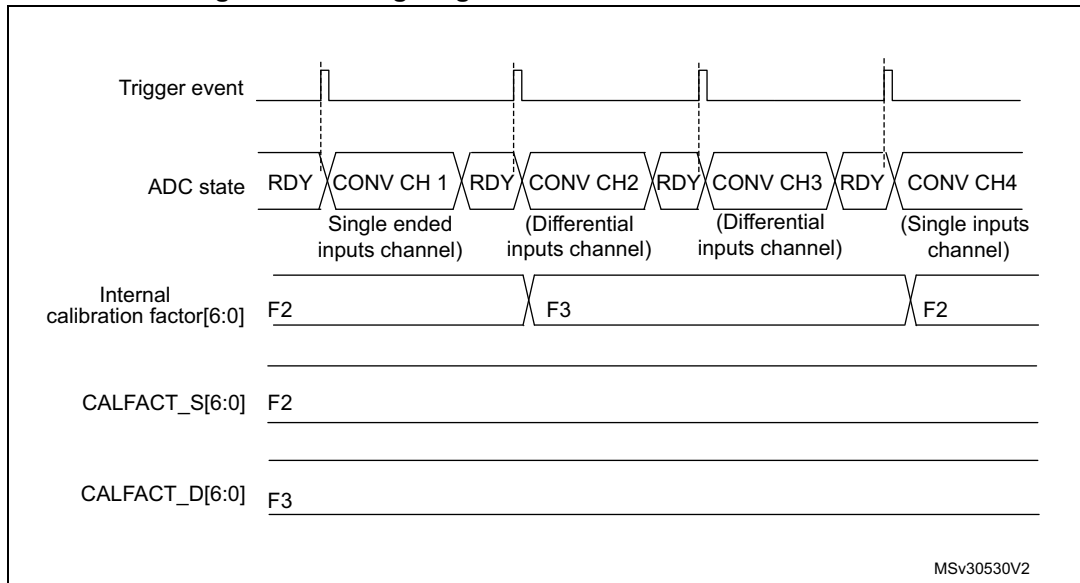 Trigger event
ADC state
RDY CONV CH 1 RDY CONV CH2 RDY CONV CH3 RDY CONV CH4
Single ended (Differential (Differential (Single inputs
inputs channel) inputs channel) inputs channel) channel)
Internal
calibration factor[6:0] F2 F3 F2
CALFACT_S[6:0] F2
CALFACT_D[6:0] F3
MSv30530V2